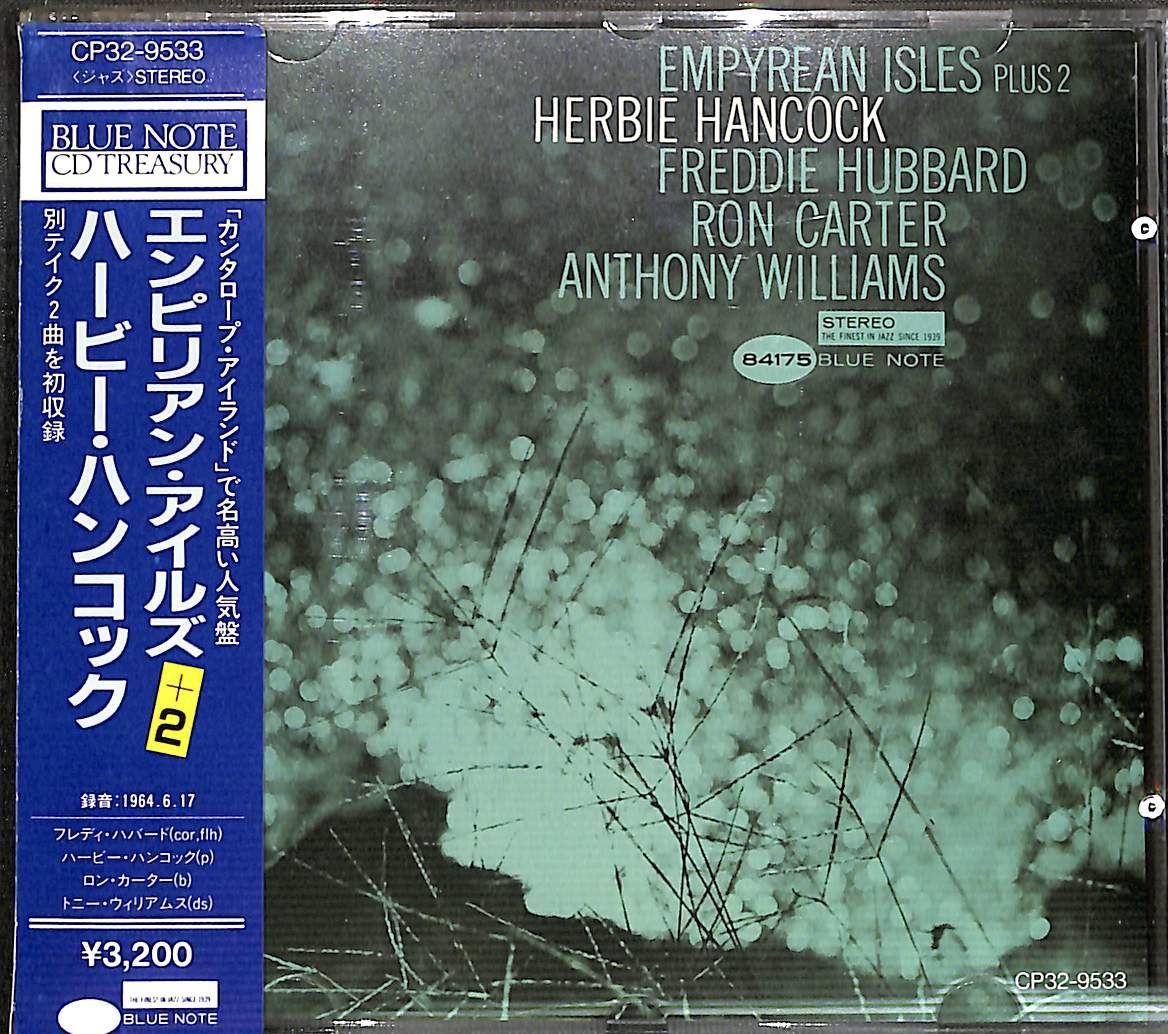 CP32-9533
〈ジャズ〉STEREO
BLUE NOTE
CD TREASURY
「カンタロープ・アイランド」で名高い人気盤
エンピリアン・アイルズ
+2
ハービー・ハンコック
別テイク2曲を初収録
録音:1964.6.17
フレディ・ハバード(cor,flh)
ハービー・ハンコック(p)
ロン・カーター(b)
トニー・ウィリアムス(ds)
¥3,200
THE FINEST IN JAZZ SINCE 1939
BLUE NOTE
EMPYREAN ISLES PLUS 2
HERBIE HANCOCK
FREDDIE HUBBARD
RON CARTER
ANTHONY WILLIAMS
STEREO
THE FINEST IN JAZZ SINCE 1939
84175 BLUE NOTE
CP32-9533